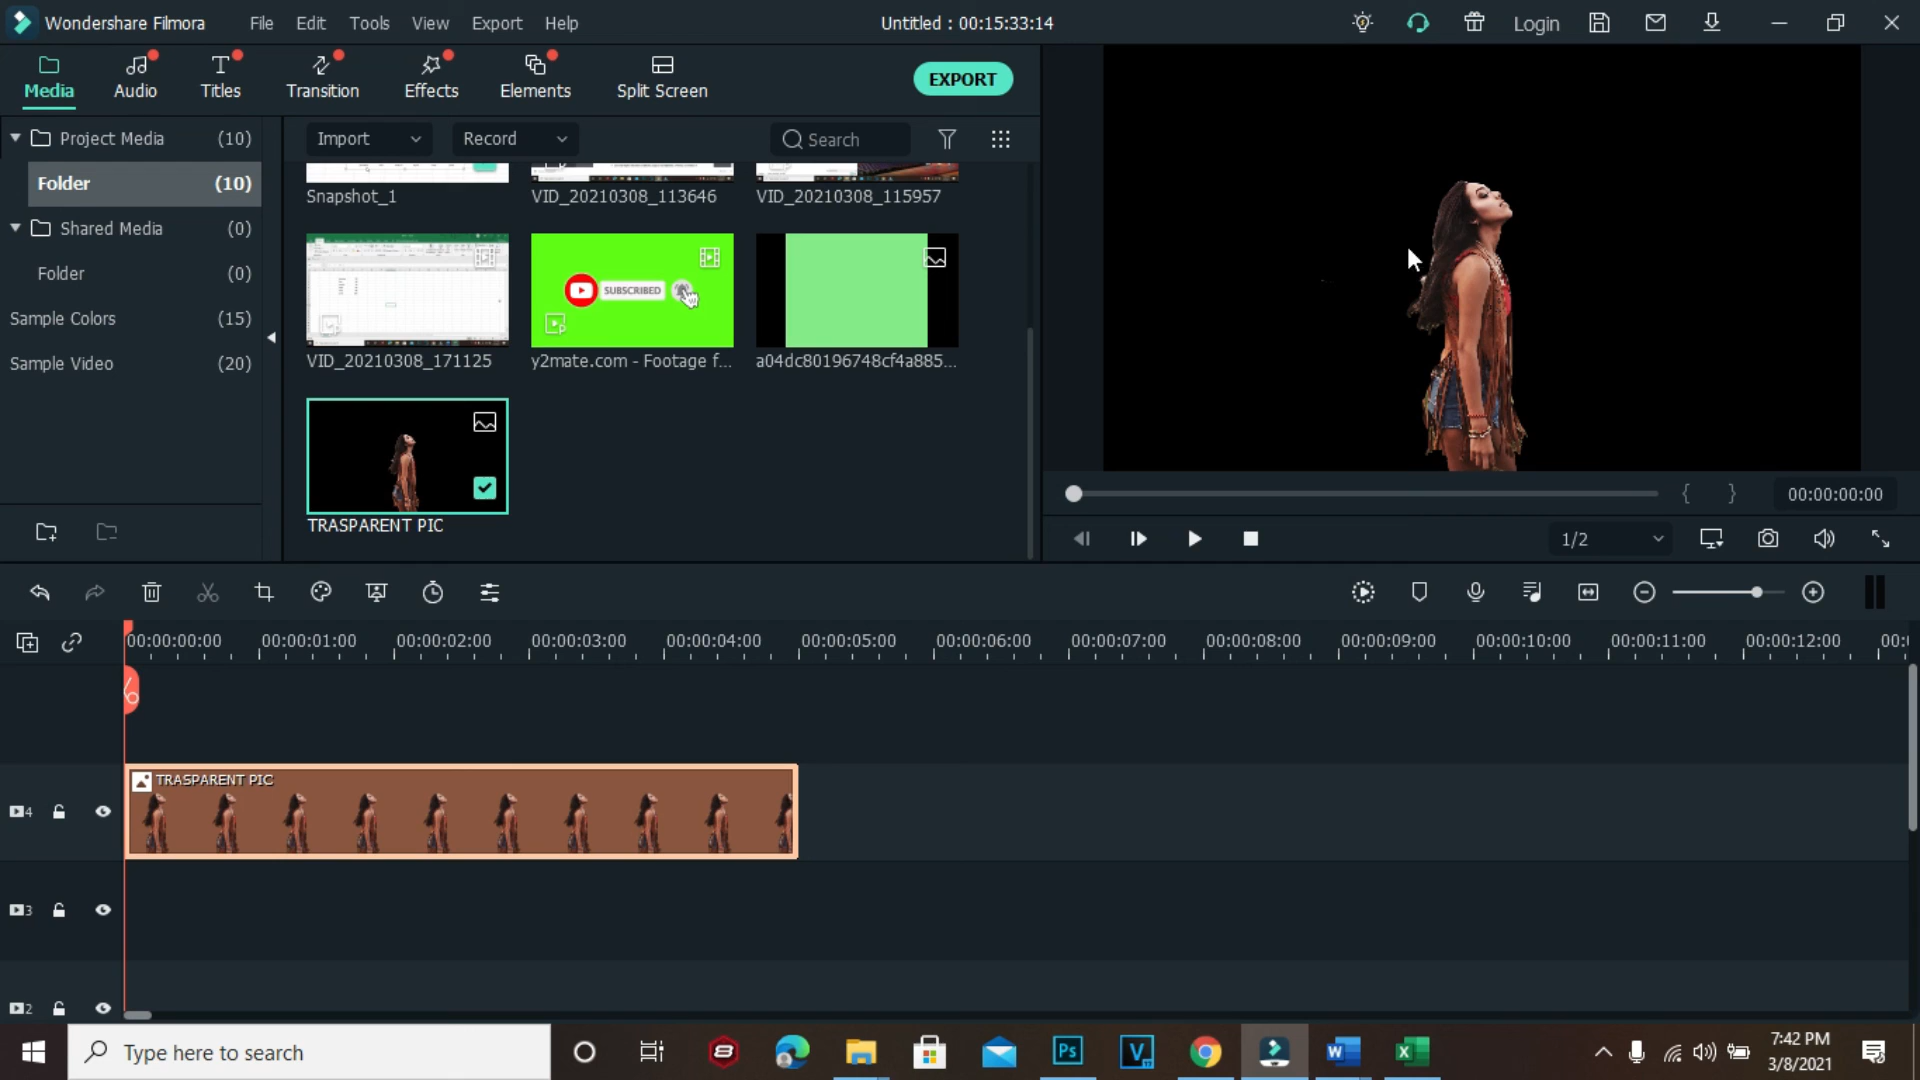 Wondershare Filmora File Edit Tools View Export Help Untitled : 00:15:33:14 Login
Media Audio Titles Transition Effects Elements Split Screen EXPORT
Project Media (10) Import Record Search
Folder (10)
Snapshot_1 VID_20210308_113646 VID_20210308_115957
Shared Media (0)
Folder (0)
SUBSCRIBED
Sample Colors (15)
Sample Video (20)
VID_20210308_171125 y2mate.com - Footage f... a04dc80196748cf4a885...
{ } 00:00:00:00
TRASPARENT PIC
1/2
00:00:00:00 00:00:01:00 00:00:02:00 00:00:03:00 00:00:04:00 00:00:05:00 00:00:06:00 00:00:07:00 00:00:08:00 00:00:09:00 00:00:10:00 00:00:11:00 00:00:12:00 00:0
TRASPARENT PIC
4
3
2
Type here to search
8 Ps V W X
7:42 PM
3/8/2021